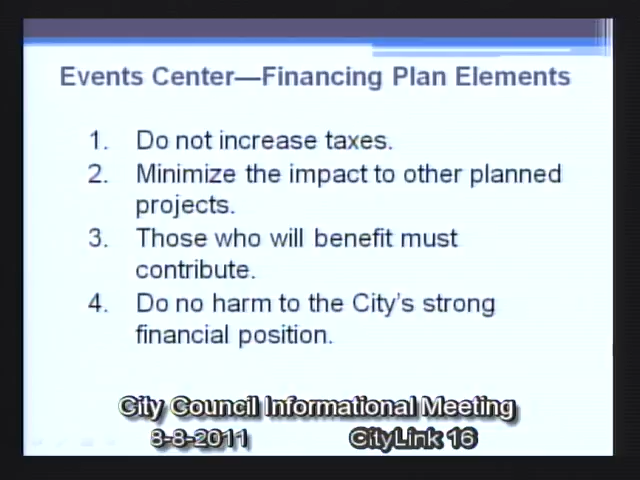 Events Center—Financing Plan Elements
1. Do not increase taxes.
2. Minimize the impact to other planned
projects.
3. Those who will benefit must
contribute.
4. Do no harm to the City's strong
financial position.
City Council Informational Meeting
8-8-2011 CityLink 16